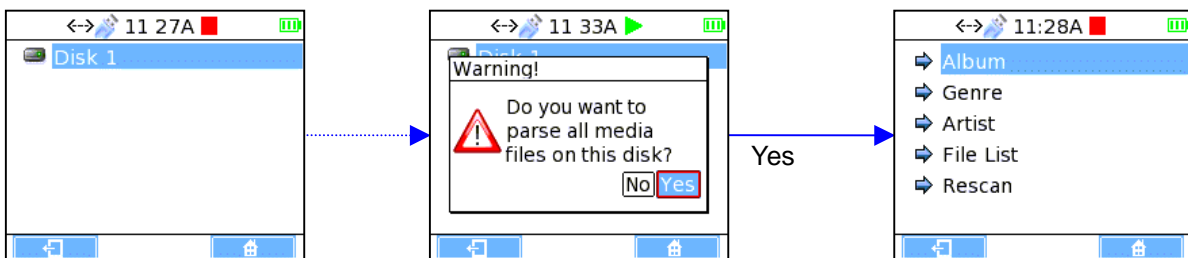 11 27A
Disk 1
11 33A
Disk 1
Warning!
Do you want to
parse all media
files on this disk?
No Yes
Yes
11:28A
Album
Genre
Artist
File List
Rescan